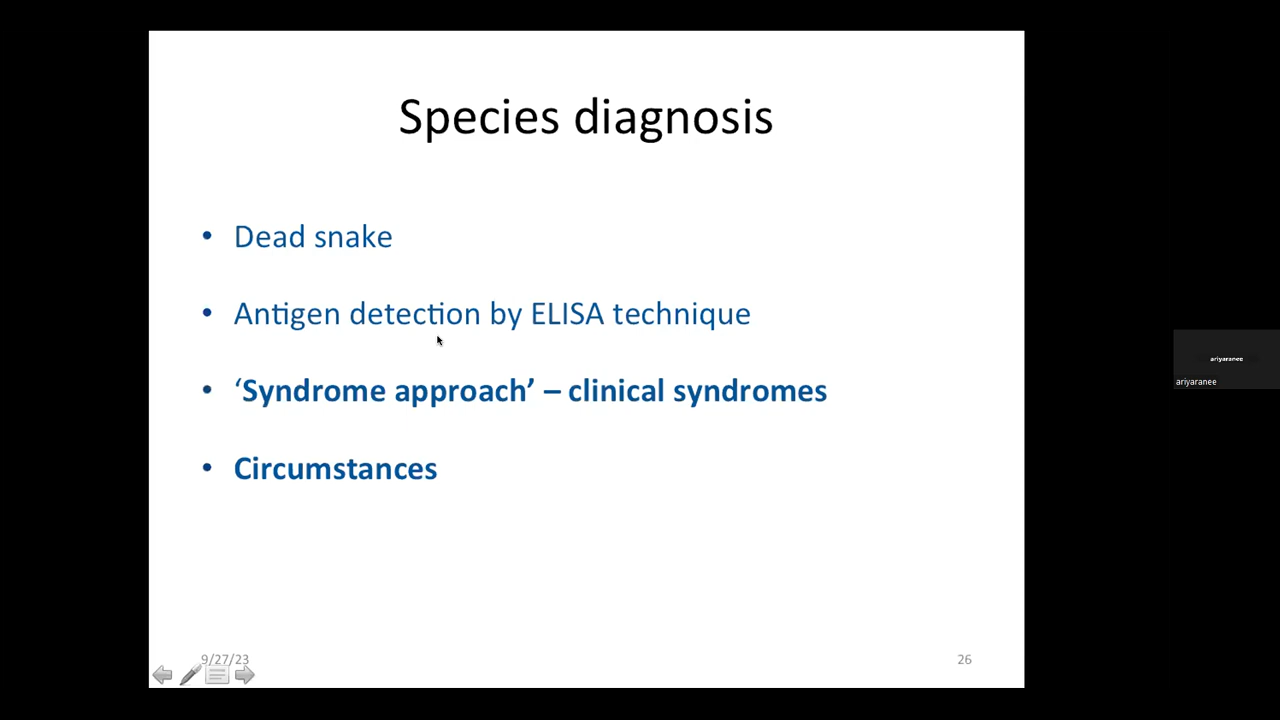 Species diagnosis
• Dead snake
• Antigen detection by ELISA technique
• ‘Syndrome approach’ – clinical syndromes
• Circumstances
ariyaranee
ariyaranee
9/27/23
26